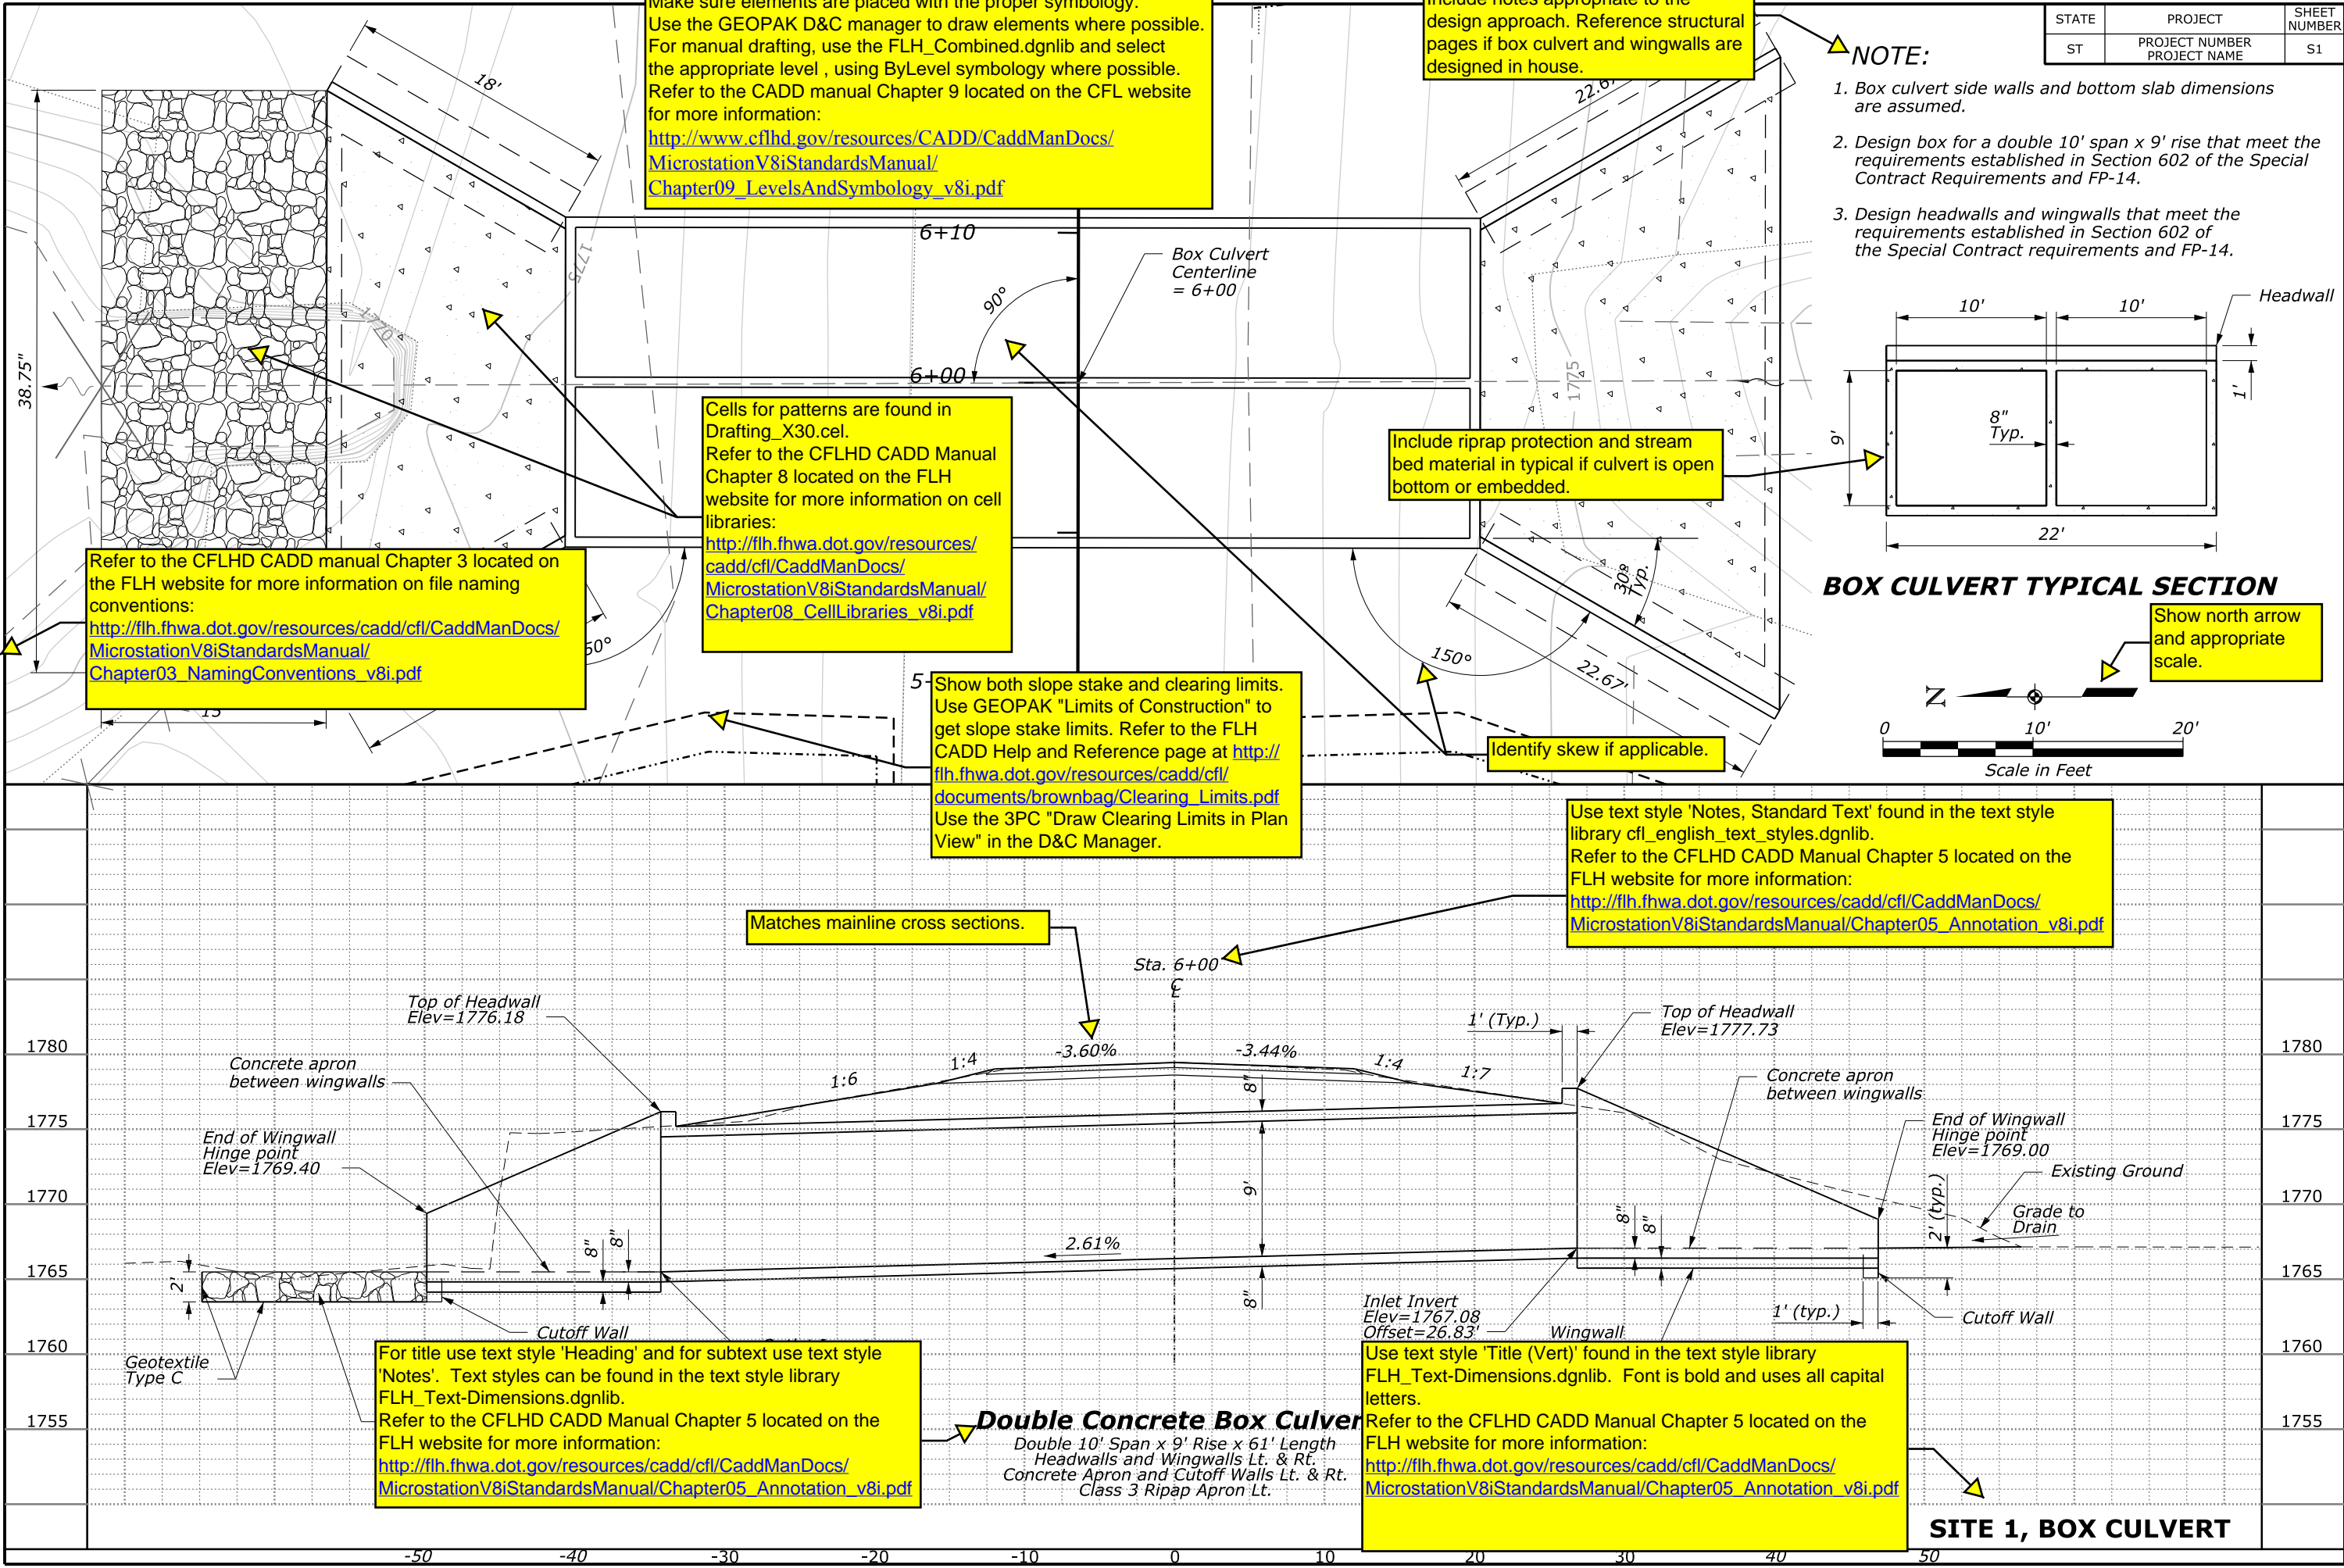 Make sure elements are placed with the proper symbology.
Use the GEOPAK D&C manager to draw elements where possible.
For manual drafting, use the FLH_Combined.dgnlib and select
the appropriate level , using ByLevel symbology where possible.
Refer to the CADD manual Chapter 9 located on the CFL website
for more information:
http://www.cflhd.gov/resources/CADD/CaddManDocs/
MicrostationV8iStandardsManual/
Chapter09_LevelsAndSymbology_v8i.pdf
Include notes appropriate to the
design approach. Reference structural
pages if box culvert and wingwalls are
designed in house.
STATE
PROJECT
SHEET
NUMBER
ST
PROJECT NUMBER
PROJECT NAME
S1
NOTE:
1. Box culvert side walls and bottom slab dimensions
are assumed.
2. Design box for a double 10' span x 9' rise that meet the
requirements established in Section 602 of the Special
Contract Requirements and FP-14.
3. Design headwalls and wingwalls that meet the
requirements established in Section 602 of
the Special Contract requirements and FP-14.
18'
38.75"
1770
1775
6+10
90°
6+00
Box Culvert
Centerline
= 6+00
1775
Cells for patterns are found in
Drafting_X30.cel.
Refer to the CFLHD CADD Manual
Chapter 8 located on the FLH
website for more information on cell
libraries:
http://flh.fhwa.dot.gov/resources/
cadd/cfl/CaddManDocs/
MicrostationV8iStandardsManual/
Chapter08_CellLibraries_v8i.pdf
Include riprap protection and stream
bed material in typical if culvert is open
bottom or embedded.
10'
10'
Headwall
1'
9'
8"
Typ.
22'
BOX CULVERT TYPICAL SECTION
Refer to the CFLHD CADD manual Chapter 3 located on
the FLH website for more information on file naming
conventions:
http://flh.fhwa.dot.gov/resources/cadd/cfl/CaddManDocs/
MicrostationV8iStandardsManual/
Chapter03_NamingConventions_v8i.pdf
50°
15'
30°
Typ.
150°
22.67'
Show north arrow
and appropriate
scale.
N
0
10'
20'
Scale in Feet
Show both slope stake and clearing limits.
Use GEOPAK "Limits of Construction" to
get slope stake limits. Refer to the FLH
CADD Help and Reference page at http://
flh.fhwa.dot.gov/resources/cadd/cfl/
documents/brownbag/Clearing_Limits.pdf
Use the 3PC "Draw Clearing Limits in Plan
View" in the D&C Manager.
Identify skew if applicable.
Use text style 'Notes, Standard Text' found in the text style
library cfl_english_text_styles.dgnlib.
Refer to the CFLHD CADD Manual Chapter 5 located on the
FLH website for more information:
http://flh.fhwa.dot.gov/resources/cadd/cfl/CaddManDocs/
MicrostationV8iStandardsManual/Chapter05_Annotation_v8i.pdf
Matches mainline cross sections.
Sta. 6+00
CL
Top of Headwall
Elev=1776.18
1' (Typ.)
Top of Headwall
Elev=1777.73
1780
1780
Concrete apron
between wingwalls
1:6
1:4
-3.60%
-3.44%
1:4
1:7
8"
Concrete apron
between wingwalls
1775
1775
End of Wingwall
Hinge point
Elev=1769.40
End of Wingwall
Hinge point
Elev=1769.00
Existing Ground
1770
1770
9'
2' (typ.)
Grade to
Drain
8"
8"
2.61%
8"
8"
1765
1765
2'
8"
Inlet Invert
Elev=1767.08
Offset=26.83'
Wingwall
1' (typ.)
Cutoff Wall
Cutoff Wall
1760
1760
Geotextile
Type C
For title use text style 'Heading' and for subtext use text style
'Notes'. Text styles can be found in the text style library
FLH_Text-Dimensions.dgnlib.
Refer to the CFLHD CADD Manual Chapter 5 located on the
FLH website for more information:
http://flh.fhwa.dot.gov/resources/cadd/cfl/CaddManDocs/
MicrostationV8iStandardsManual/Chapter05_Annotation_v8i.pdf
Use text style 'Title (Vert)' found in the text style library
FLH_Text-Dimensions.dgnlib. Font is bold and uses all capital
letters.
Refer to the CFLHD CADD Manual Chapter 5 located on the
FLH website for more information:
http://flh.fhwa.dot.gov/resources/cadd/cfl/CaddManDocs/
MicrostationV8iStandardsManual/Chapter05_Annotation_v8i.pdf
1755
1755
Double Concrete Box Culver
Double 10' Span x 9' Rise x 61' Length
Headwalls and Wingwalls Lt. & Rt.
Concrete Apron and Cutoff Walls Lt. & Rt.
Class 3 Ripap Apron Lt.
SITE 1, BOX CULVERT
-50
-40
-30
-20
-10
0
10
20
30
40
50